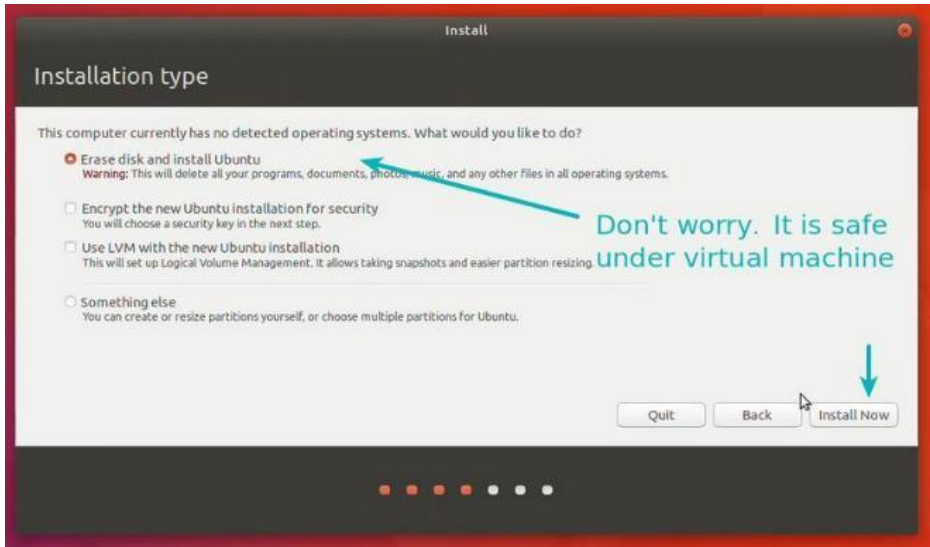 Install
Installation type
This computer currently has no detected operating systems. What would you like to do?
Erase disk and install Ubuntu
Warning: This will delete all your programs, documents, photos, music, and any other files in all operating systems.
Encrypt the new Ubuntu installation for security
You will choose a security key in the next step.
Don't worry. It is safe
under virtual machine
Use LVM with the new Ubuntu installation
This will set up Logical Volume Management. It allows taking snapshots and easier partition resizing.
Something else
You can create or resize partitions yourself, or choose multiple partitions for Ubuntu.
Quit Back Install Now